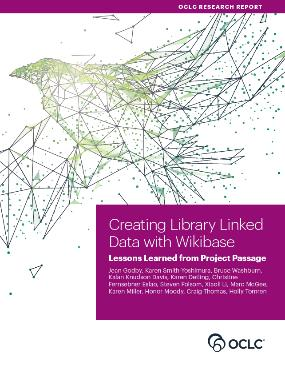 OCLC RESEARCH REPORT
Creating Library Linked
Data with Wikibase
Lessons Learned from Project Passage
Jean Godby, Karen Smith-Yoshimura, Bruce Washburn,
Kalan Knudson Davis, Karen Detling, Christine
Fernsebner Eslao, Steven Folsom, Xiaoli Li, Marc McGee,
Karen Miller, Honor Moody, Craig Thomas, Holly Tomren
OCLC